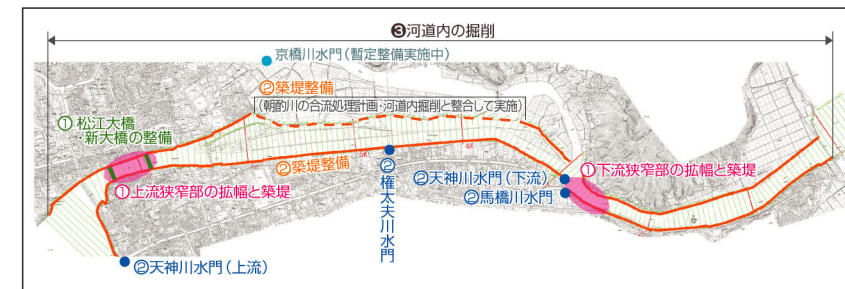 ❸河道内の掘削
京橋川水門(暫定整備実施中)
②築堤整備
(朝酌川の合流処理計画・河道内掘削と整合して実施)
①松江大橋
・新大橋の整備
②築堤整備
①上流狭窄部の拡幅と築堤
②権太夫川水門
①下流狭窄部の拡幅と築堤
②天神川水門(下流)
②馬橋川水門
②天神川水門(上流)